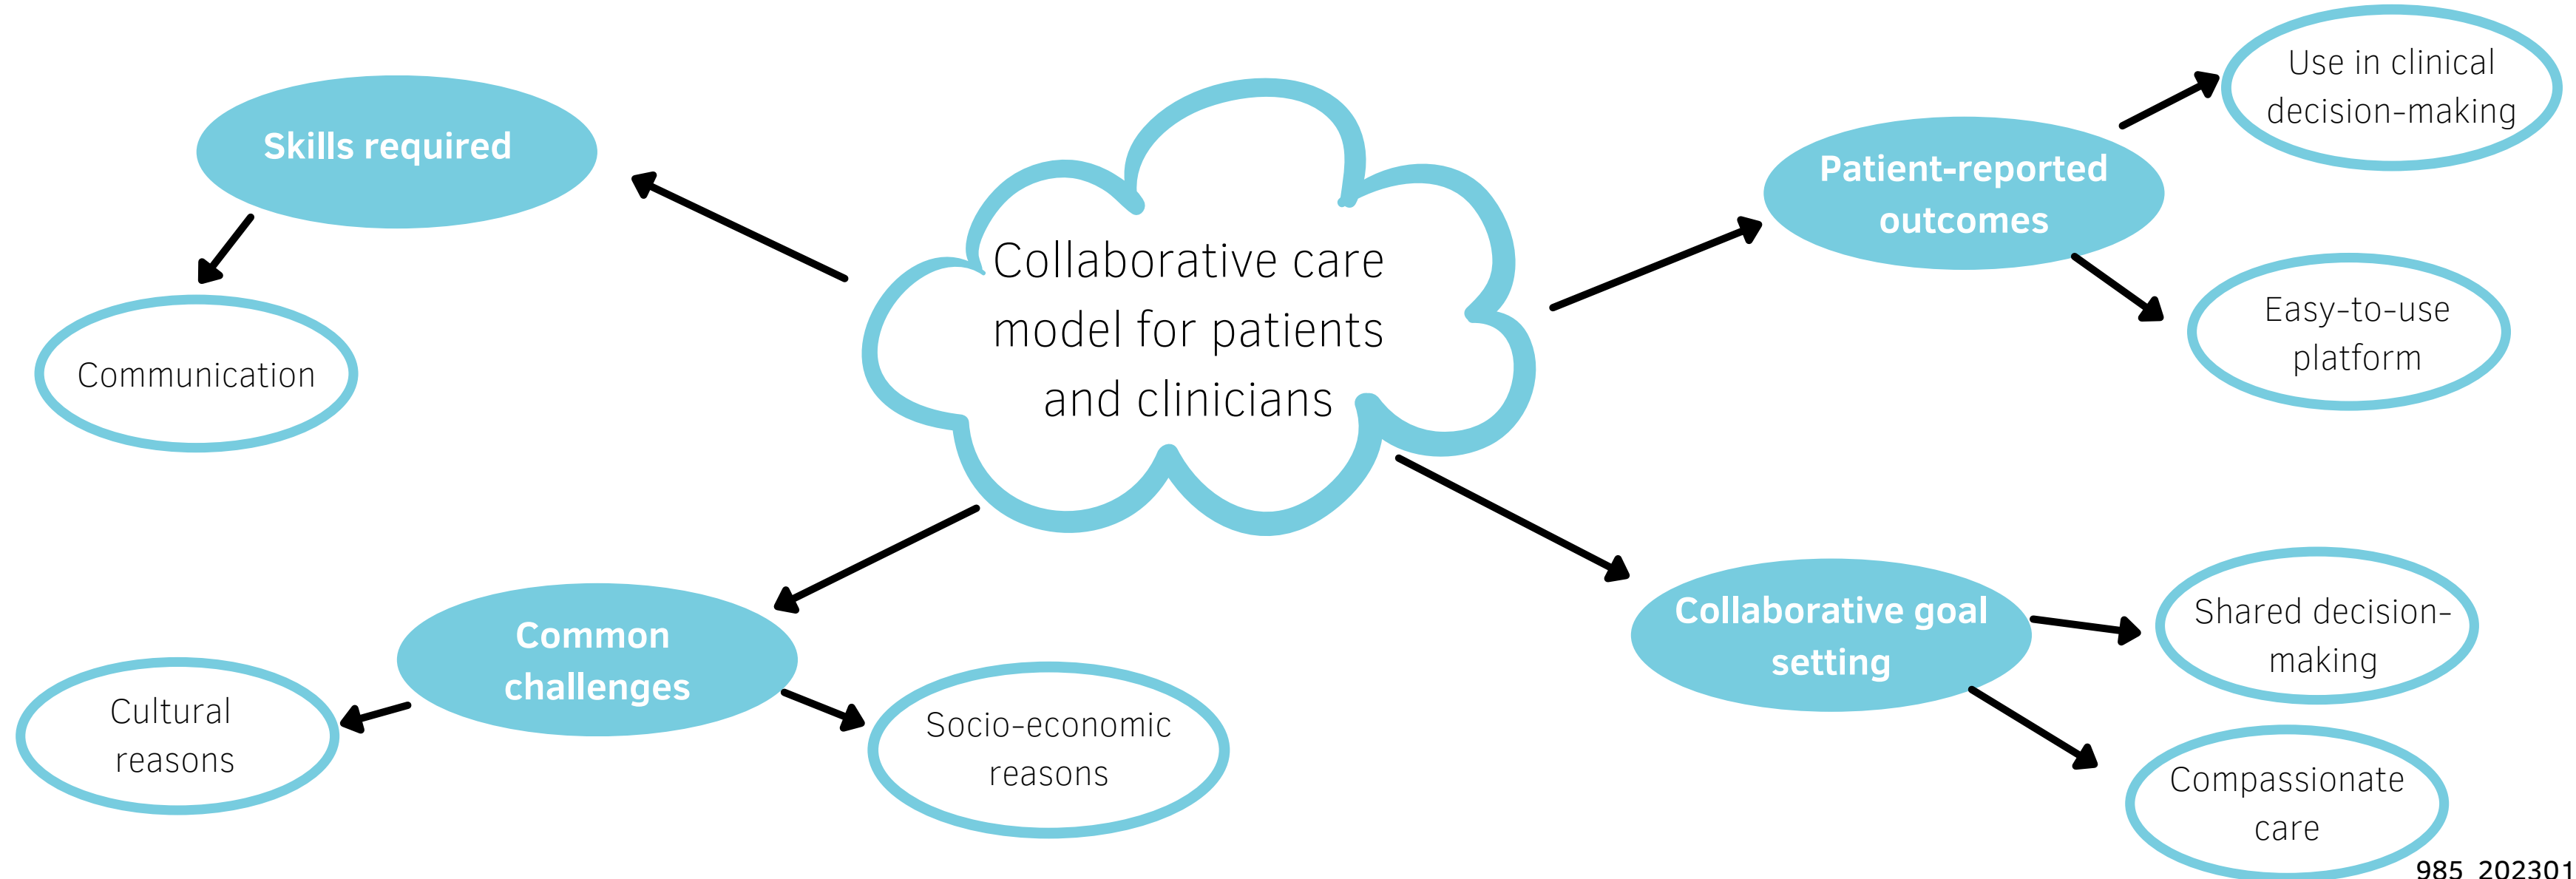 Skills required
Communication
Collaborative care
model for patients
and clinicians
Patient-reported
outcomes
Use in clinical
decision-making
Easy-to-use
platform
Common
challenges
Cultural
reasons
Socio-economic
reasons
Collaborative goal
setting
Shared decision-
making
Compassionate
care
985_202301